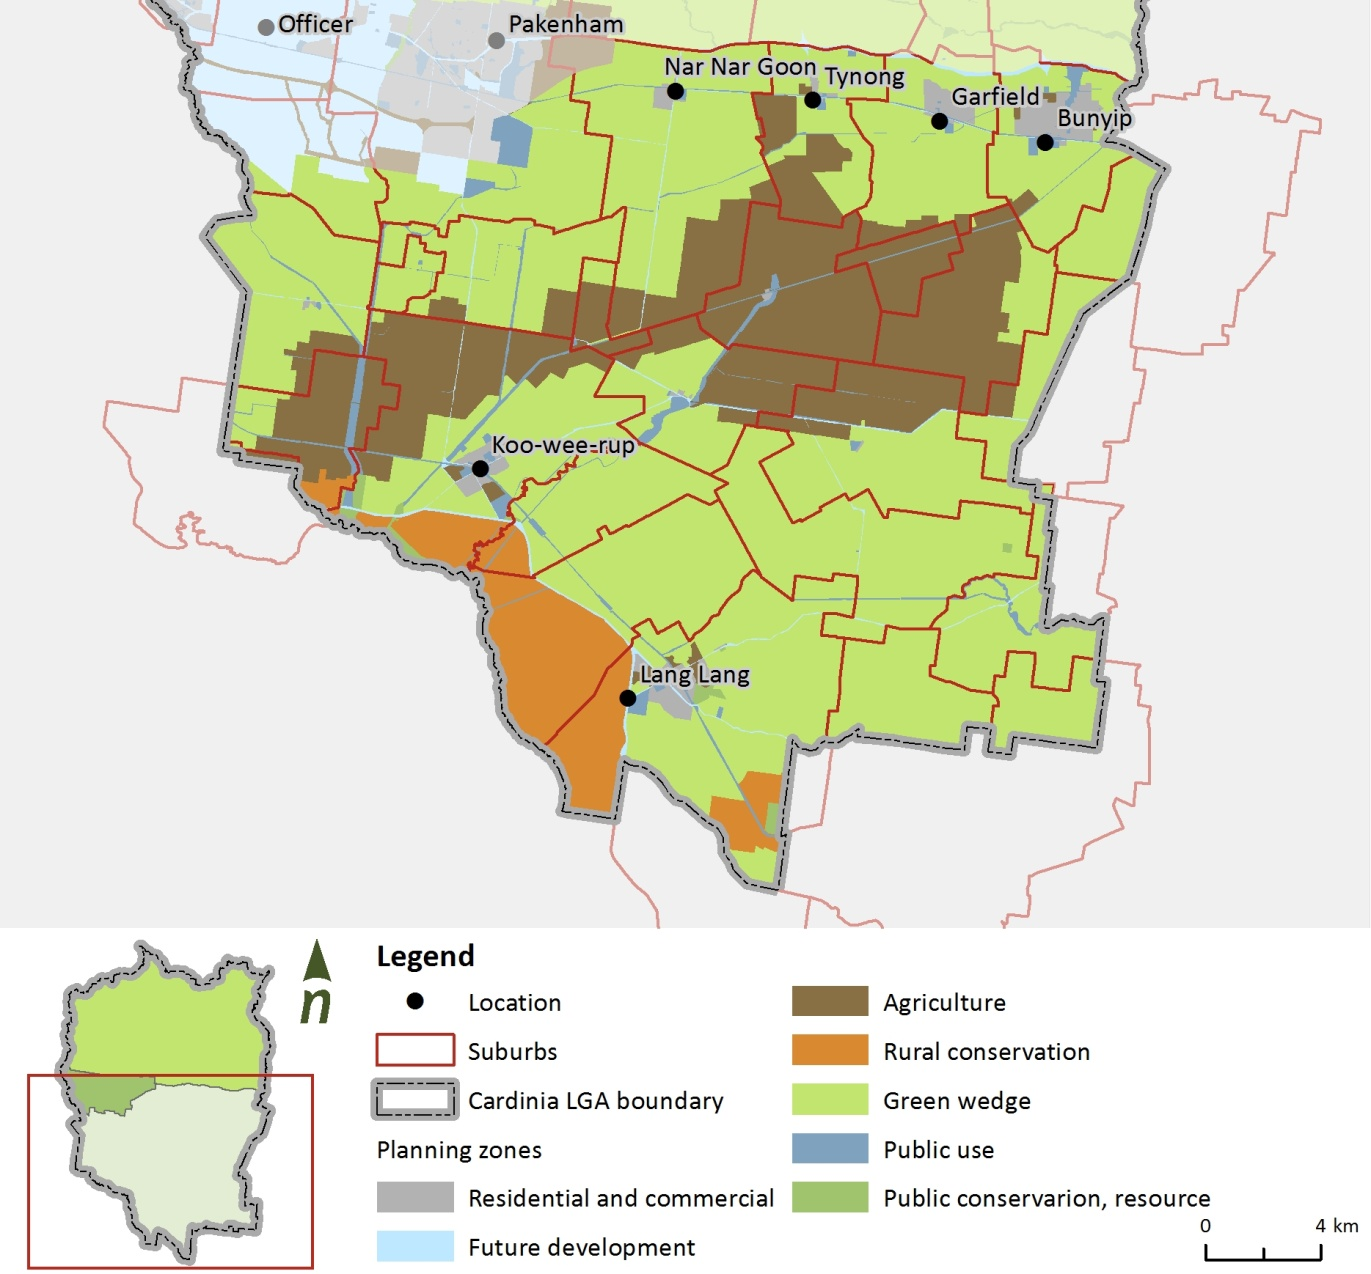 Officer
Pakenham
Nar Nar Goon
Tynong
Garfield
Bunyip
Koo-wee-rup
Lang Lang
n
Legend
Location
Suburbs
Cardinia LGA boundary
Planning zones
Residential and commercial
Future development
Agriculture
Rural conservation
Green wedge
Public use
Public conservarion, resource
0 4 km